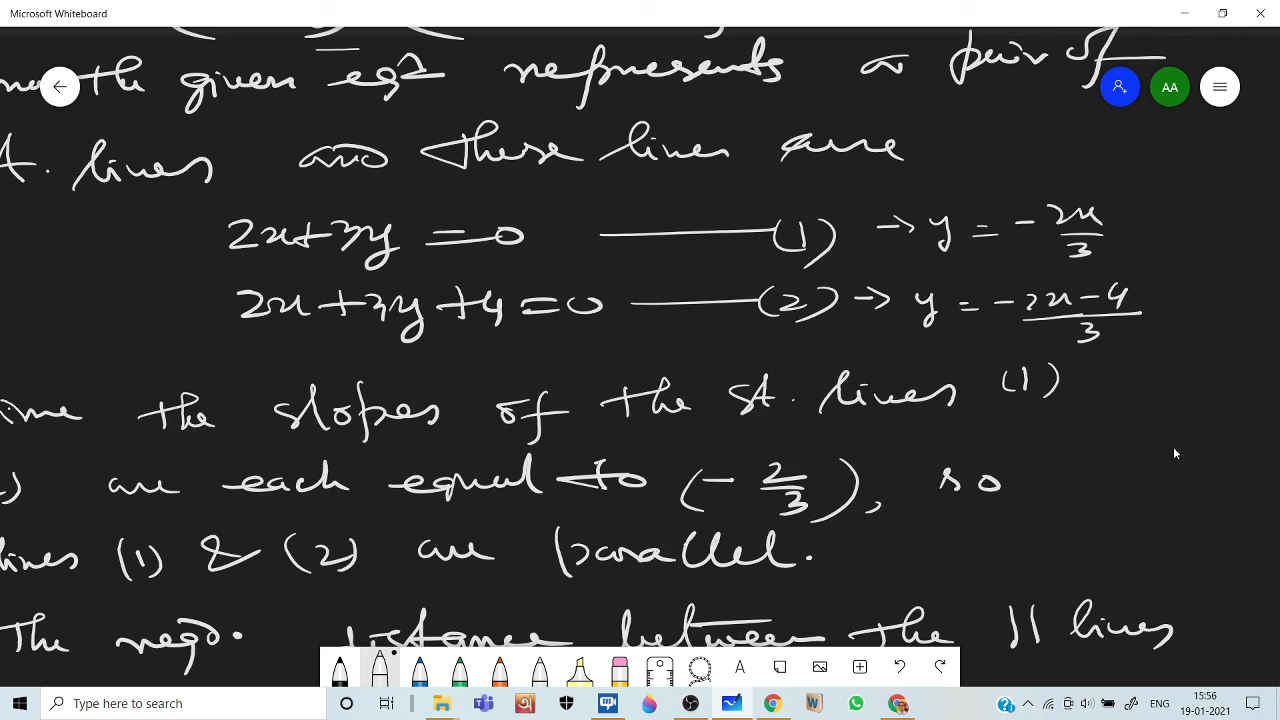 Microsoft Whiteboard
the given eqⁿ represents a pair of
AA
st. lines and these lines are
2x+3y = 0 ——— (1) → y = -2x/3
2x+3y+4=0 ——— (2) → y = (-2x-4)/3
the slopes of the st. lines (1)
are each equal to (-2/3), so
lines (1) & (2) are parallel.
The reqd. distance between the || lines
A
Type here to search
ENG
15:56
19-01-2021